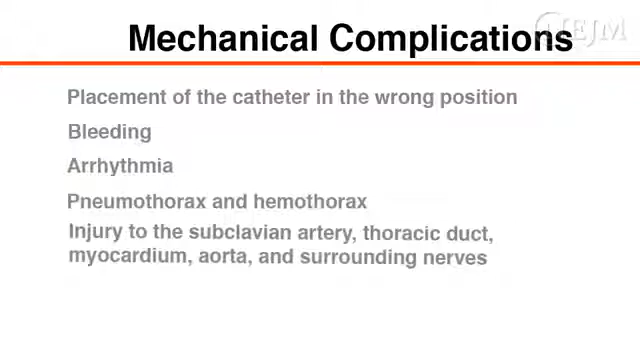 Mechanical Complications
Placement of the catheter in the wrong position
Bleeding
Arrhythmia
Pneumothorax and hemothorax
Injury to the subclavian artery, thoracic duct,
myocardium, aorta, and surrounding nerves